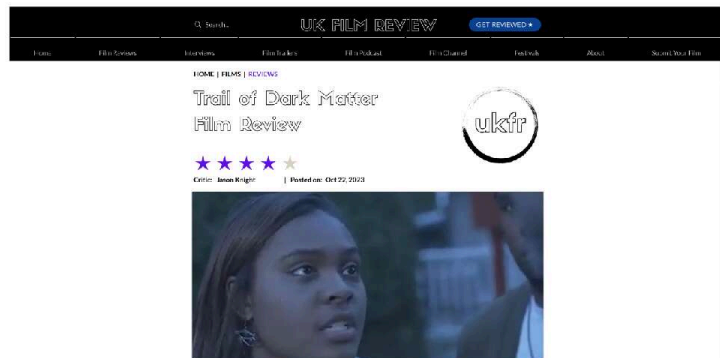 Search...
UK FILM REVIEW
GET REVIEWED ★
Home Film Reviews Interviews Film Trailers Film Podcast Film Channel Festivals About Submit Your Film
HOME | FILMS | REVIEWS
Trail of Dark Matter
Film Review
ukfr
Critic: Jason Knight | Posted on: Oct 22, 2023